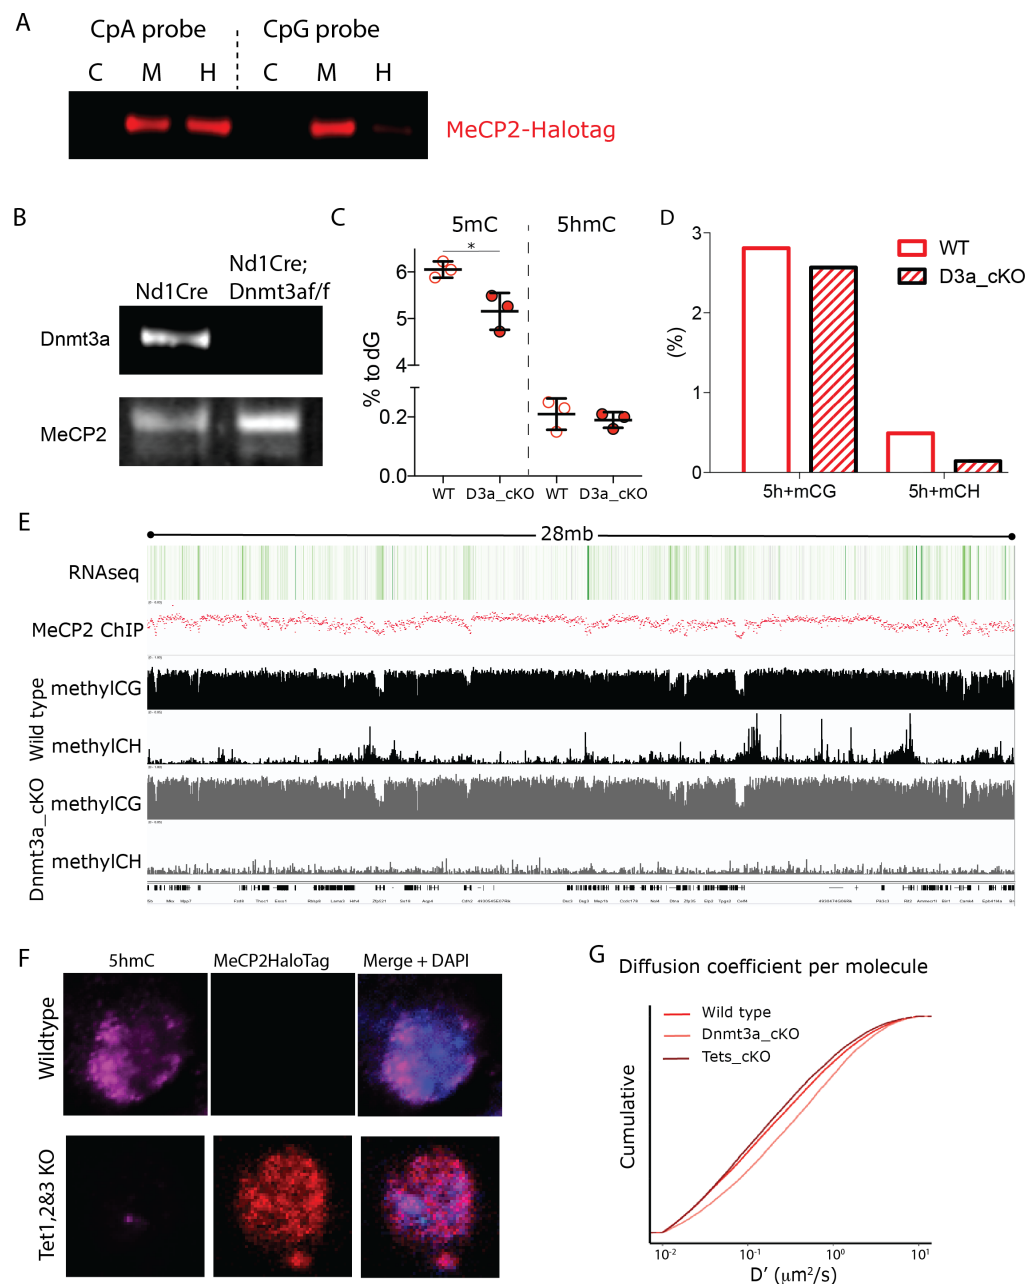 A
CpA probe
CpG probe
C M H C M H
MeCP2-Halotag
B
Nd1Cre
Nd1Cre;
Dnmt3af/f
Dnmt3a
MeCP2
C
5mC
5hmC
*
% to dG
6
5
4
0.2
0.0
WT D3a_cKO WT D3a_cKO
D
WT
D3a_cKO
(%)
3
2
1
0
5h+mCG
5h+mCH
E
28mb
RNAseq
MeCP2 ChIP
Wild type
methylCG
methylCH
Dnmt3a_cKO
methylCG
methylCH
F
5hmC
MeCP2HaloTag
Merge + DAPI
Wildtype
Tet1,2&3 KO
G
Diffusion coefficient per molecule
Wild type
Dnmt3a_cKO
Tets_cKO
Cumulative
10⁻² 10⁻¹ 10⁰ 10¹
D’ (μm²/s)